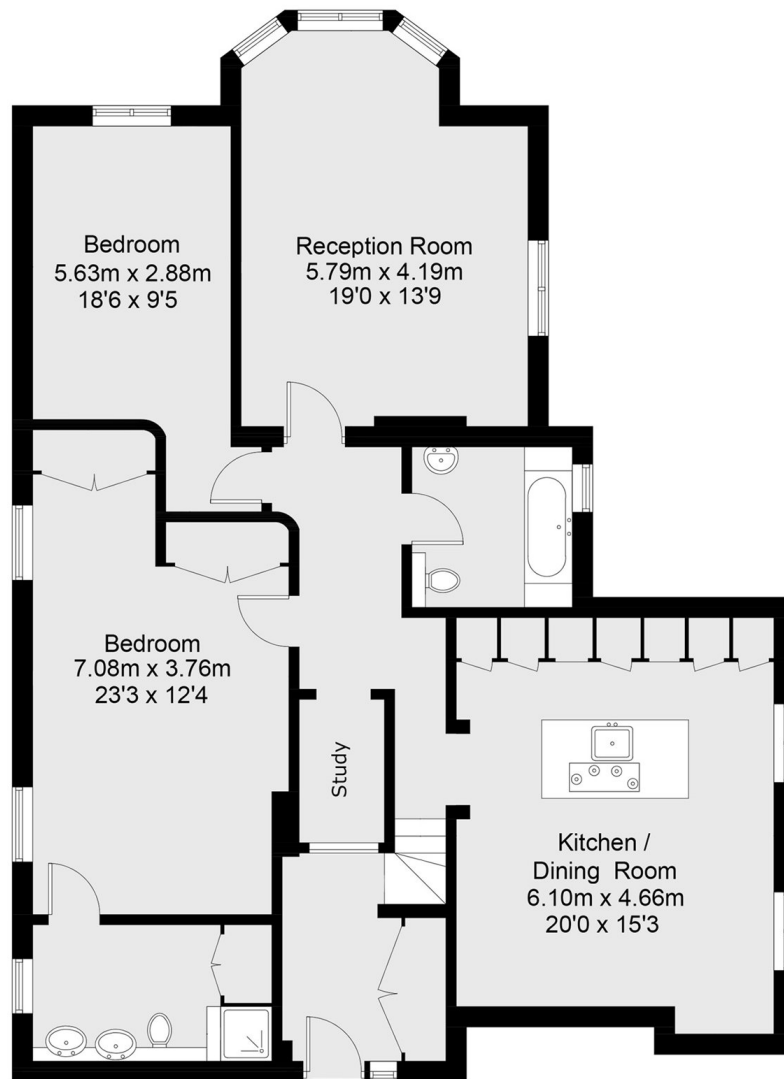 Bedroom
5.63m x 2.88m
18'6 x 9'5
Reception Room
5.79m x 4.19m
19'0 x 13'9
Bedroom
7.08m x 3.76m
23'3 x 12'4
Study
Kitchen /
Dining Room
6.10m x 4.66m
20'0 x 15'3